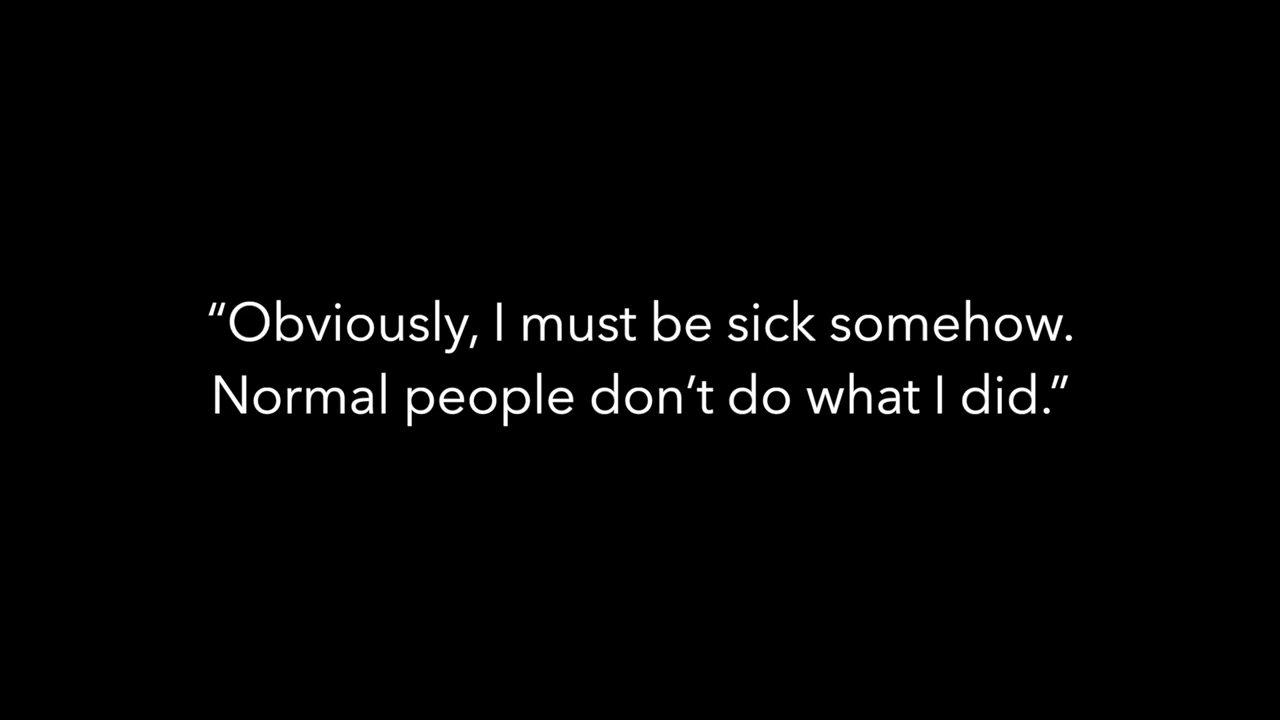 “Obviously, I must be sick somehow.
Normal people don’t do what I did.”